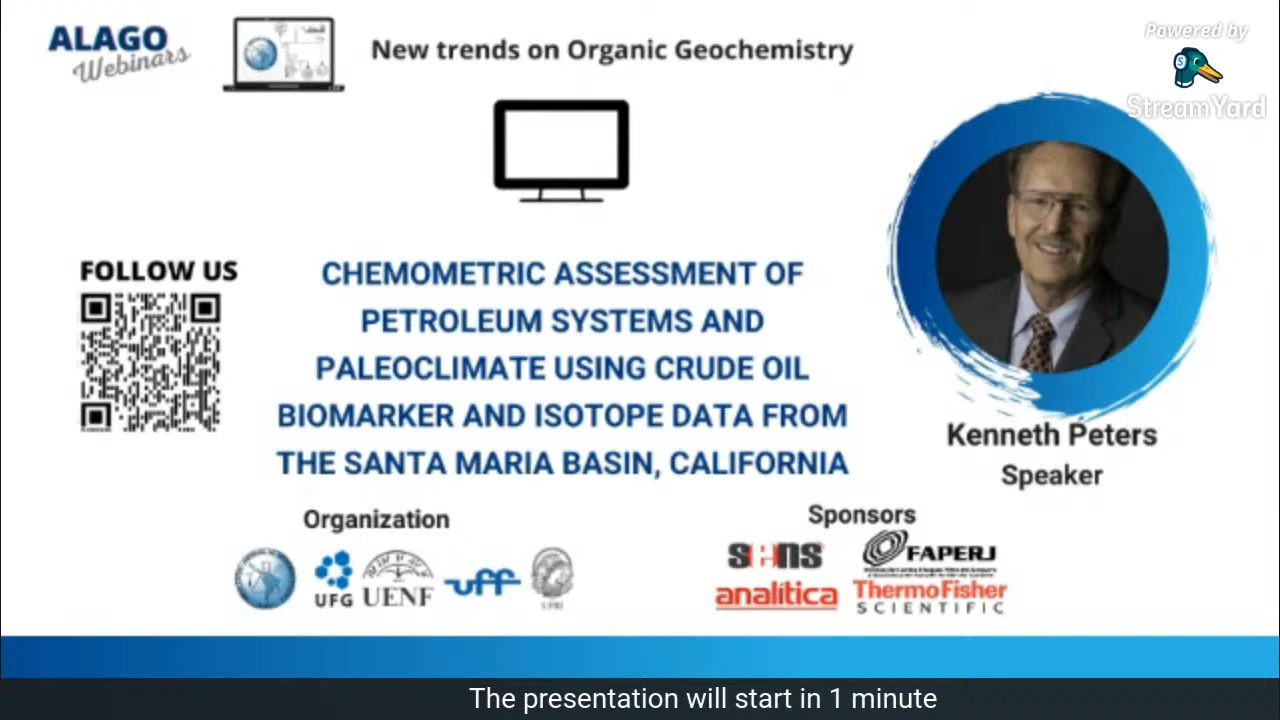 ALAGO
Webinars
New trends on Organic Geochemistry
Powered by
StreamYard
FOLLOW US
CHEMOMETRIC ASSESSMENT OF
PETROLEUM SYSTEMS AND
PALEOCLIMATE USING CRUDE OIL
BIOMARKER AND ISOTOPE DATA FROM
THE SANTA MARIA BASIN, CALIFORNIA
Kenneth Peters
Speaker
Organization
UFG
UENF
uff
Sponsors
sens
analítica
FAPERJ
ThermoFisher
SCIENTIFIC
The presentation will start in 1 minute